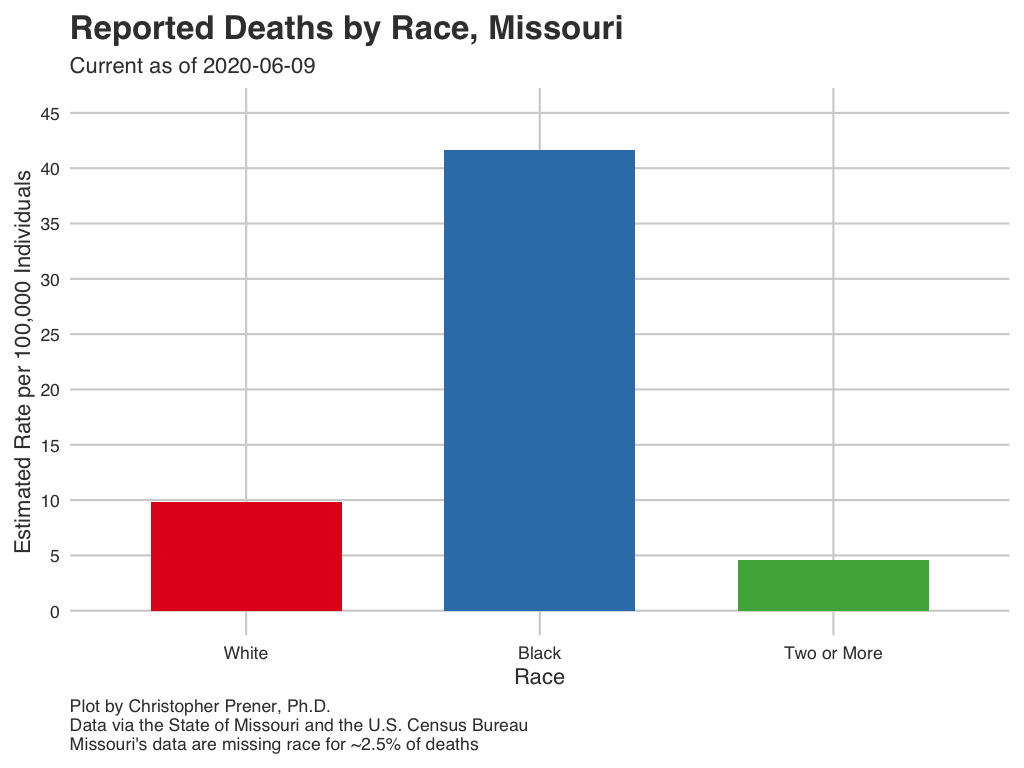 Reported Deaths by Race, Missouri
Current as of 2020-06-09
Estimated Rate per 100,000 Individuals
45
40
35
30
25
20
15
10
5
0
White
Black
Two or More
Race
Plot by Christopher Prener, Ph.D.
Data via the State of Missouri and the U.S. Census Bureau
Missouri's data are missing race for ~2.5% of deaths